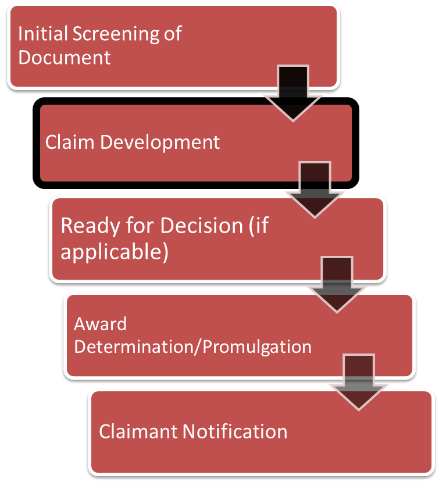 Initial Screening of
Document
Claim Development
Ready for Decision (if
applicable)
Award
Determination/Promulgation
Claimant Notification